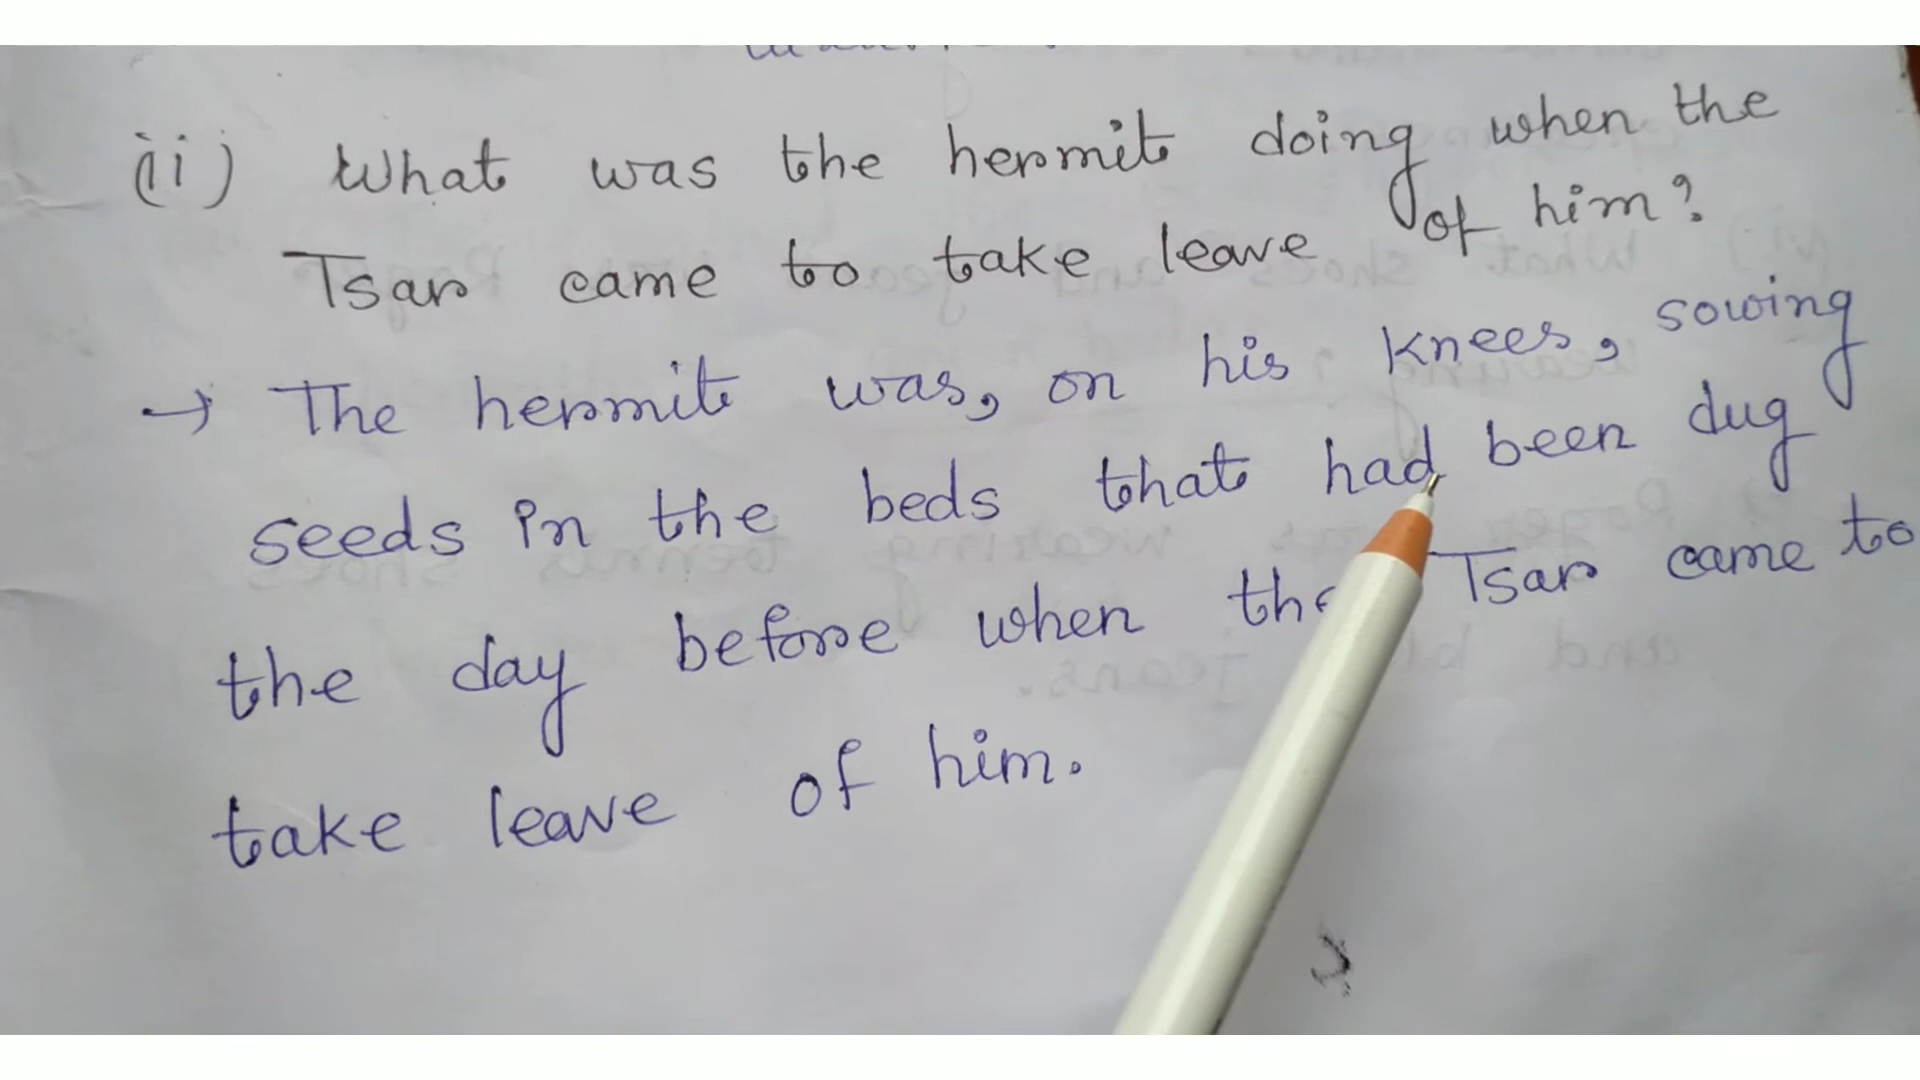 (ii) What was the hermit doing when the
Tsar came to take leave of him?
→ The hermit was, on his knees, sowing
seeds in the beds that had been dug
the day before when the Tsar came to
take leave of him.